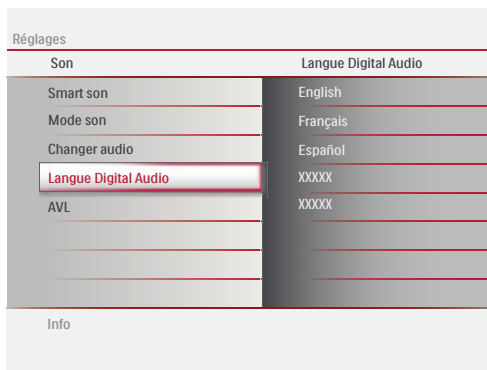 Réglages
Son
Langue Digital Audio
Smart son
English
Mode son
Français
Changer audio
Español
Langue Digital Audio
XXXXX
AVL
XXXXX
Info